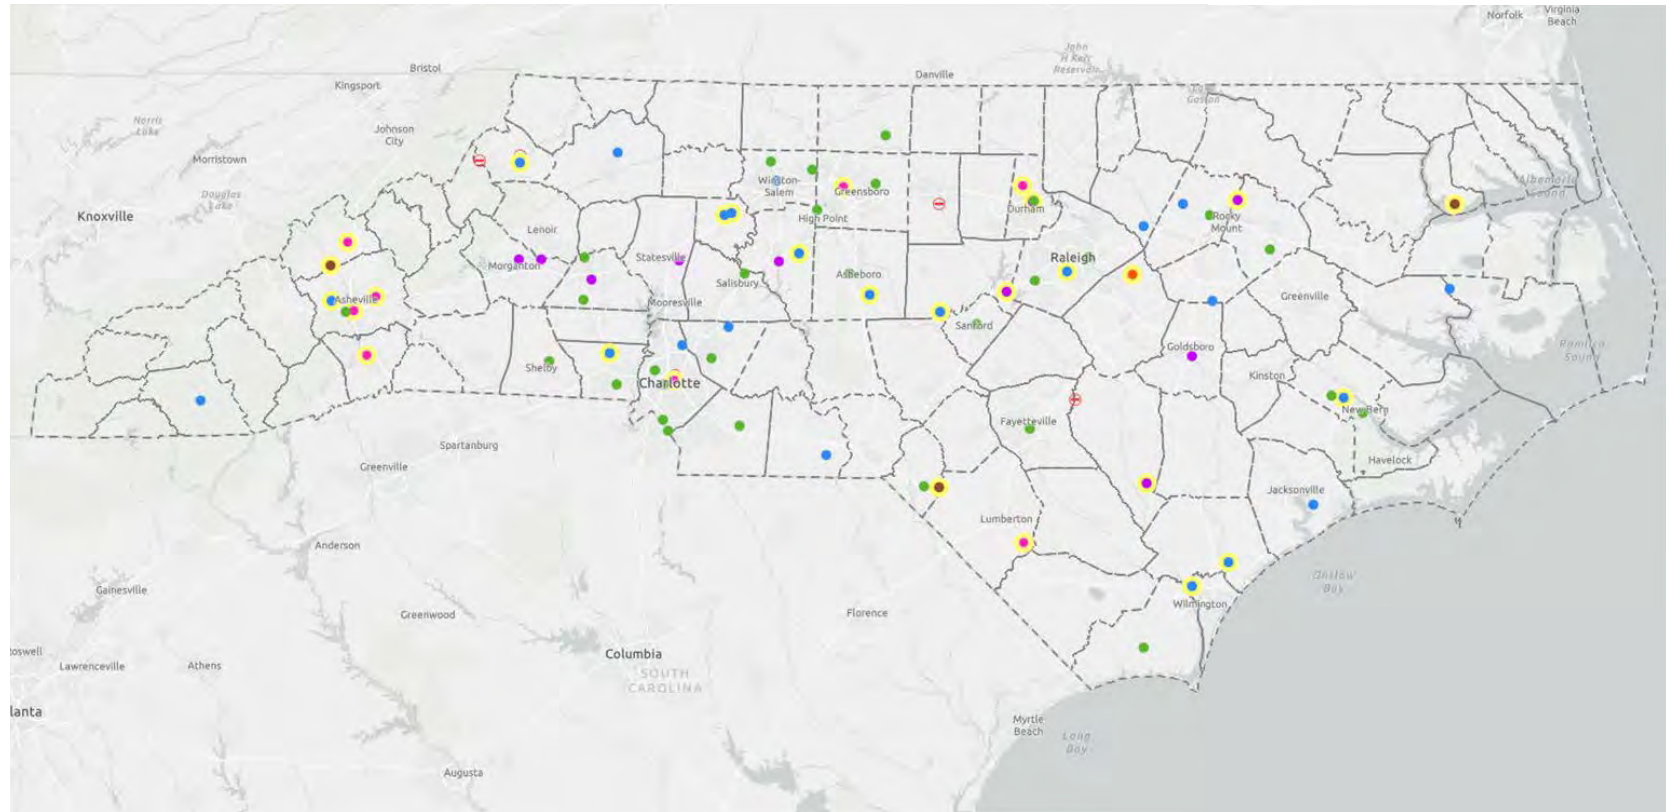 Norfolk
Virginia
Beach
John
H Kerr
Reservoir
Bristol
Danville
Kingsport
Lake
Gaston
Norris
Lake
Johnson
City
Morristown
Douglas
Lake
Winston-
Salem
Greensboro
Albemarle
Sound
Knoxville
Durham
High Point
Rocky
Mount
Lenoir
Raleigh
Statesville
Morganton
Asheboro
Salisbury
Asheville
Mooresville
Greenville
Sanford
Pamlico
Sound
Goldsboro
Shelby
Kinston
Charlotte
New Bern
Fayetteville
Spartanburg
Havelock
Greenville
Jacksonville
Lumberton
Anderson
Onslow
Bay
Gainesville
Wilmington
Greenwood
Florence
oswell
Lawrenceville
Athens
Columbia
SOUTH
CAROLINA
lanta
Myrtle
Beach
Long
Bay
Augusta